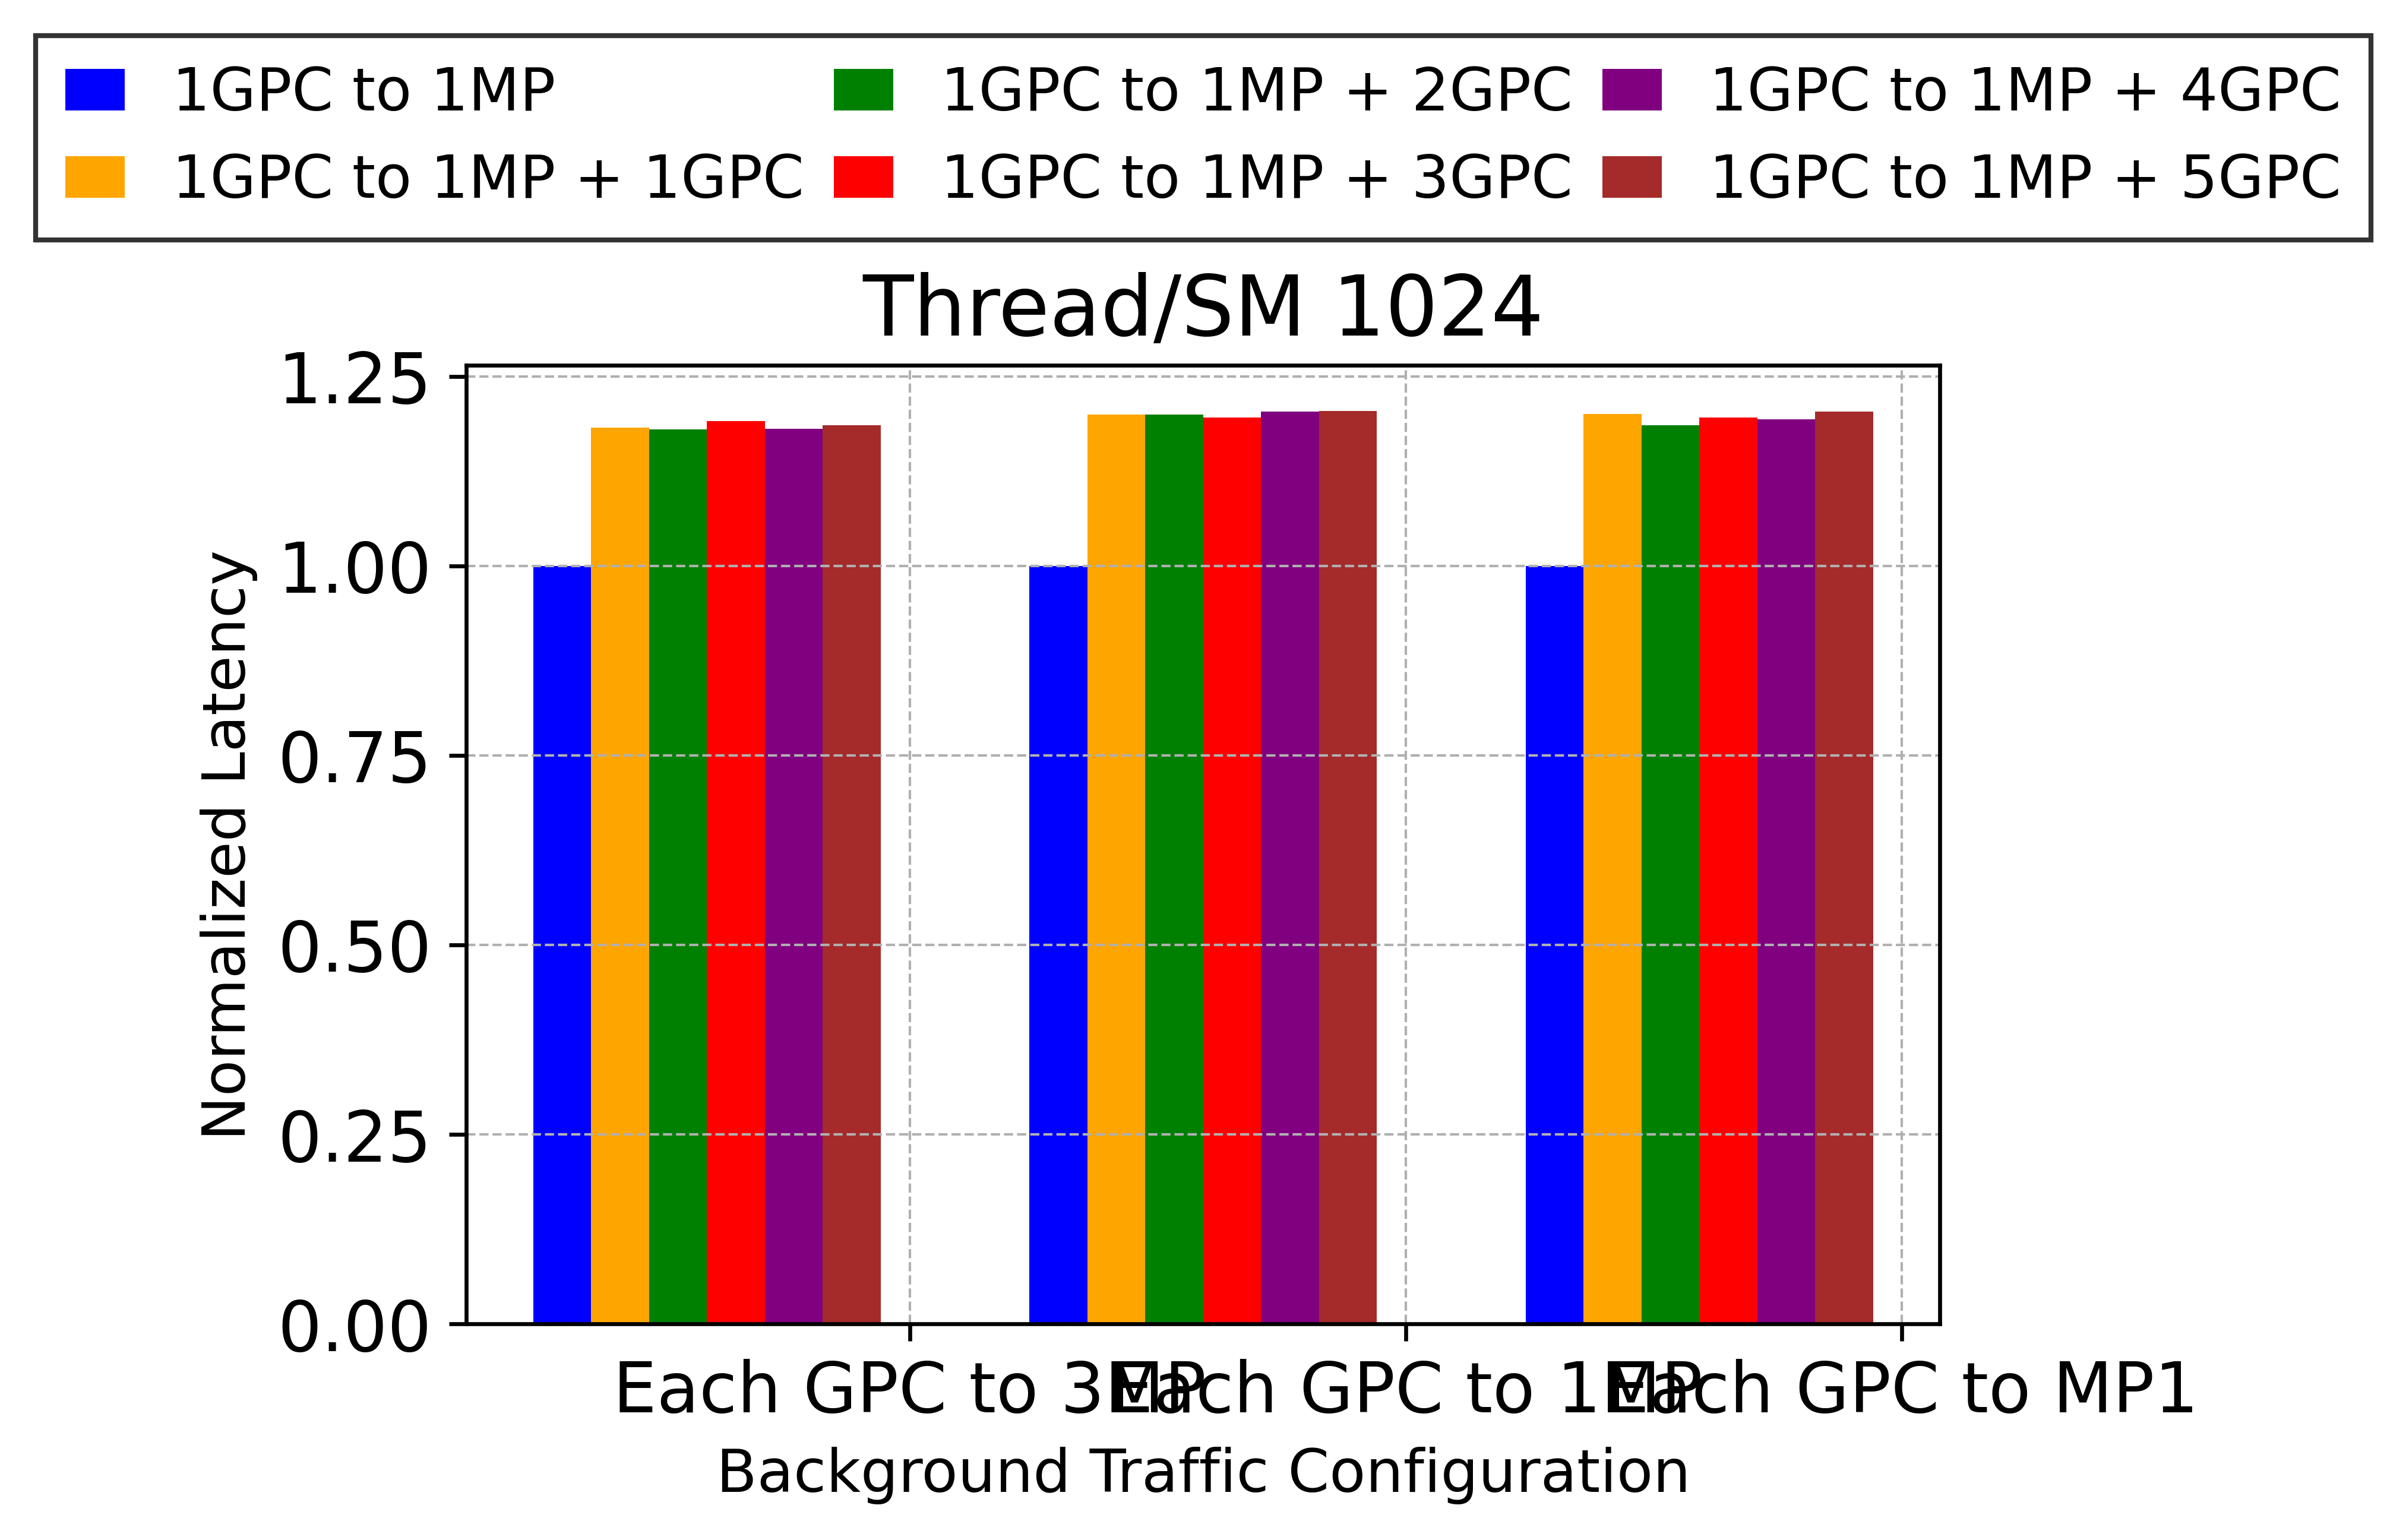 1GPC to 1MP
1GPC to 1MP + 1GPC
1GPC to 1MP + 2GPC
1GPC to 1MP + 3GPC
1GPC to 1MP + 4GPC
1GPC to 1MP + 5GPC
Thread/SM 1024
Normalized Latency
1.25
1.00
0.75
0.50
0.25
0.00
Each GPC to 3MP
Each GPC to 1MP
Each GPC to MP1
Background Traffic Configuration